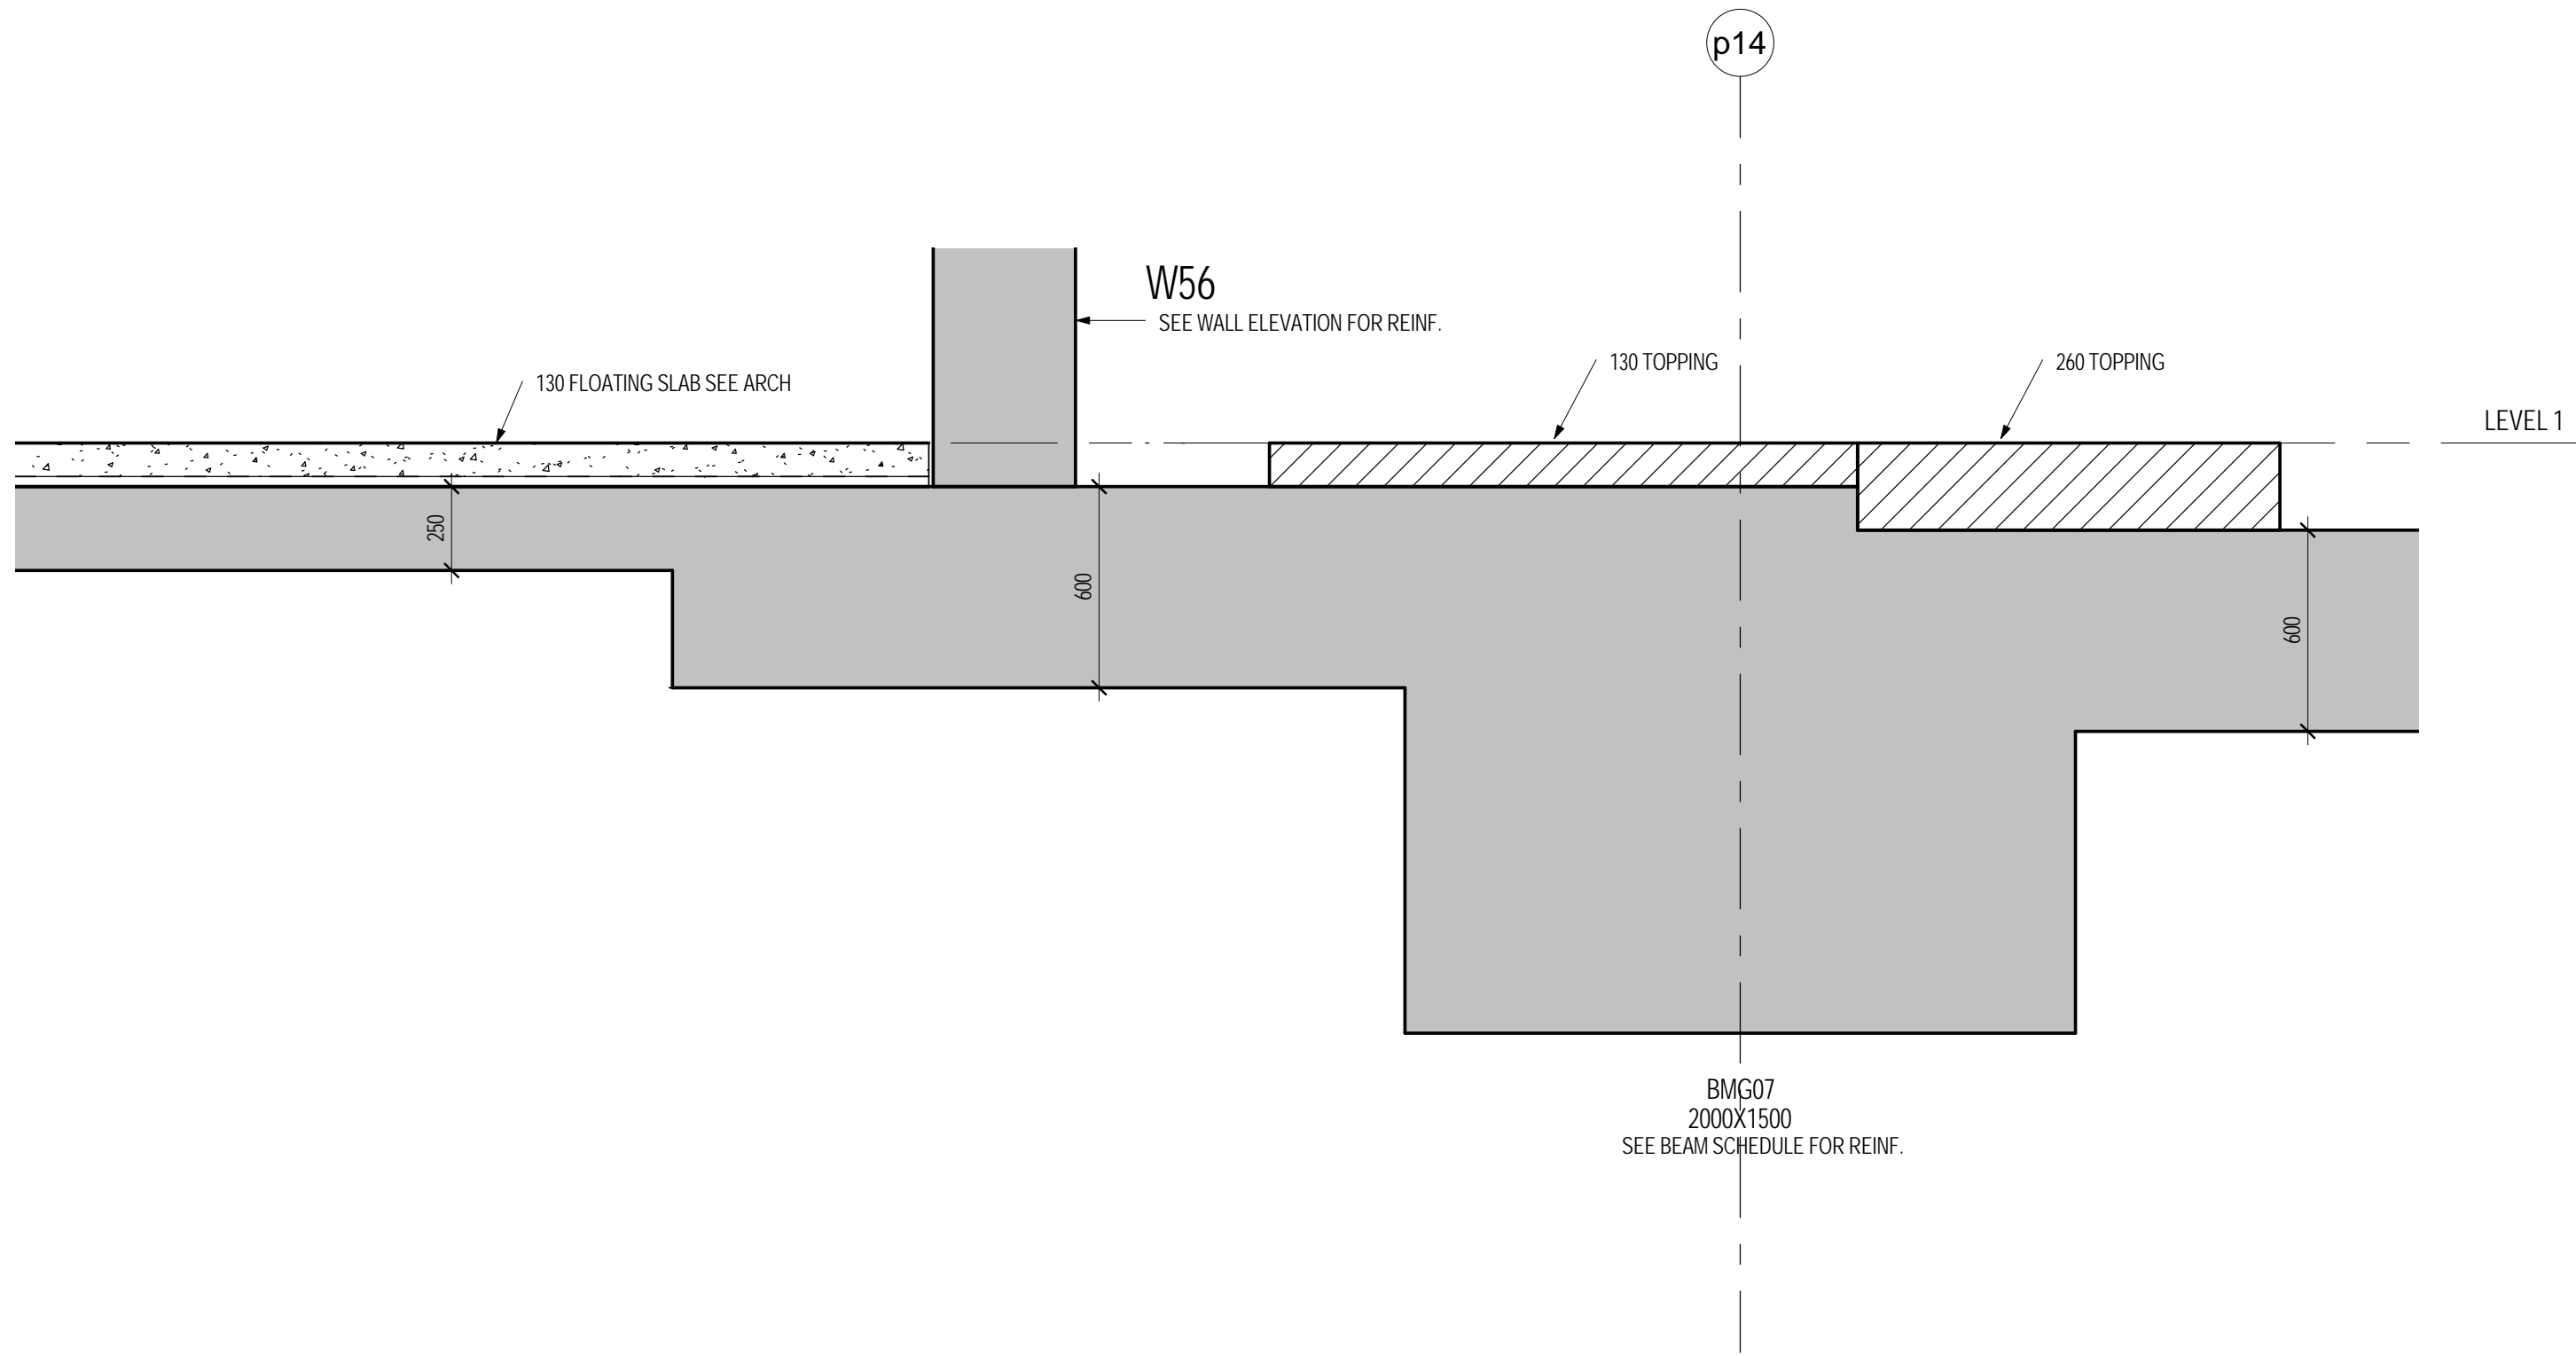 p14
W56
SEE WALL ELEVATION FOR REINF.
130 TOPPING
260 TOPPING
130 FLOATING SLAB SEE ARCH
LEVEL 1
250
600
600
BMG07
2000X1500
SEE BEAM SCHEDULE FOR REINF.